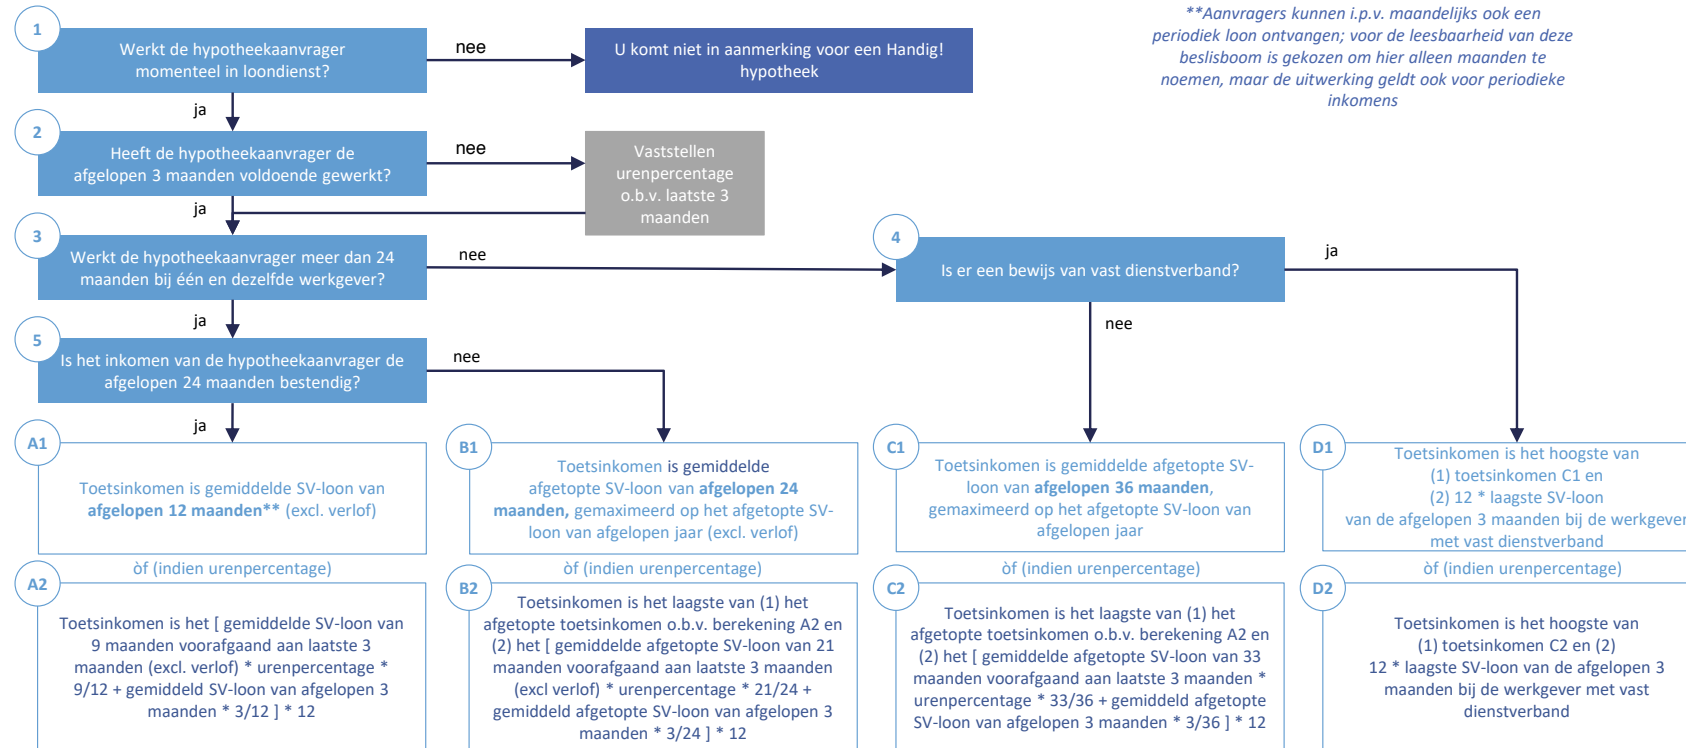 **Aanvragers kunnen i.p.v. maandelijks ook een
periodiek loon ontvangen; voor de leesbaarheid van deze
beslisboom is gekozen om hier alleen maanden te
noemen, maar de uitwerking geldt ook voor periodieke
inkomens
1
Werkt de hypotheekaanvrager
momenteel in loondienst?
nee
U komt niet in aanmerking voor een Handig!
hypotheek
ja
2
Heeft de hypotheekaanvrager de
afgelopen 3 maanden voldoende gewerkt?
nee
Vaststellen
urenpercentage
o.b.v. laatste 3
maanden
ja
3
Werkt de hypotheekaanvrager meer dan 24
maanden bij één en dezelfde werkgever?
nee
4
Is er een bewijs van vast dienstverband?
ja
nee
ja
5
Is het inkomen van de hypotheekaanvrager de
afgelopen 24 maanden bestendig?
nee
ja
A1
Toetsinkomen is gemiddelde SV-loon van
afgelopen 12 maanden** (excl. verlof)
B1
Toetsinkomen is gemiddelde
afgetopte SV-loon van afgelopen 24
maanden, gemaximeerd op het afgetopte SV-
loon van afgelopen jaar (excl. verlof)
C1
Toetsinkomen is gemiddelde afgetopte SV-
loon van afgelopen 36 maanden,
gemaximeerd op het afgetopte SV-loon van
afgelopen jaar
D1
Toetsinkomen is het hoogste van
(1) toetsinkomen C1 en
(2) 12 * laagste SV-loon
van de afgelopen 3 maanden bij de werkgever
met vast dienstverband
òf (indien urenpercentage)
òf (indien urenpercentage)
òf (indien urenpercentage)
òf (indien urenpercentage)
A2
Toetsinkomen is het [ gemiddelde SV-loon van
9 maanden voorafgaand aan laatste 3
maanden (excl. verlof) * urenpercentage *
9/12 + gemiddeld SV-loon van afgelopen 3
maanden * 3/12 ] * 12
B2
Toetsinkomen is het laagste van (1) het
afgetopte toetsinkomen o.b.v. berekening A2 en
(2) het [ gemiddelde afgetopte SV-loon van 21
maanden voorafgaand aan laatste 3 maanden
(excl verlof) * urenpercentage * 21/24 +
gemiddeld afgetopte SV-loon van afgelopen 3
maanden * 3/24 ] * 12
C2
Toetsinkomen is het laagste van (1) het
afgetopte toetsinkomen o.b.v. berekening A2 en
(2) het [ gemiddelde afgetopte SV-loon van 33
maanden voorafgaand aan laatste 3 maanden *
urenpercentage * 33/36 + gemiddeld afgetopte
SV-loon van afgelopen 3 maanden * 3/36 ] * 12
D2
Toetsinkomen is het hoogste van
(1) toetsinkomen C2 en (2)
12 * laagste SV-loon van de afgelopen 3
maanden bij de werkgever met vast
dienstverband